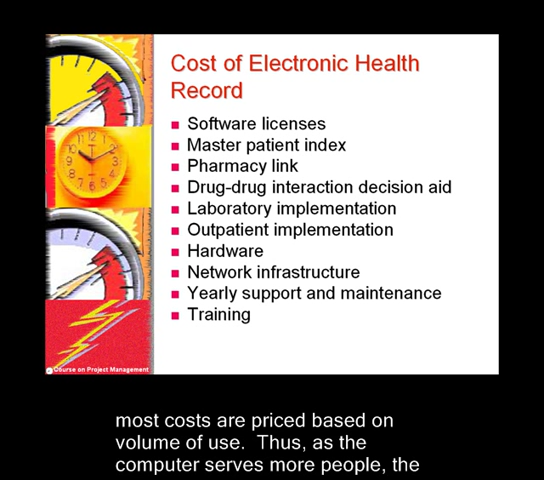 Cost of Electronic Health
Record
Software licenses
Master patient index
Pharmacy link
Drug-drug interaction decision aid
Laboratory implementation
Outpatient implementation
Hardware
Network infrastructure
Yearly support and maintenance
Training
Course on Project Management
most costs are priced based on
volume of use.  Thus, as the
computer serves more people, the